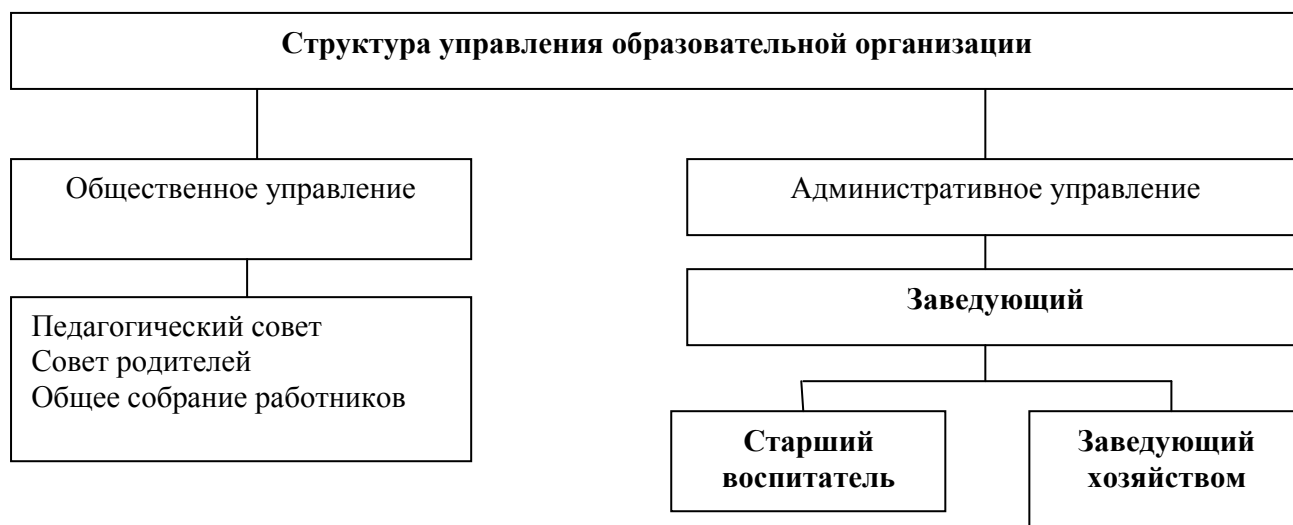 Структура управления образовательной организации
Общественное управление
Административное управление
Заведующий
Педагогический совет
Совет родителей
Общее собрание работников
Старший
воспитатель
Заведующий
хозяйством